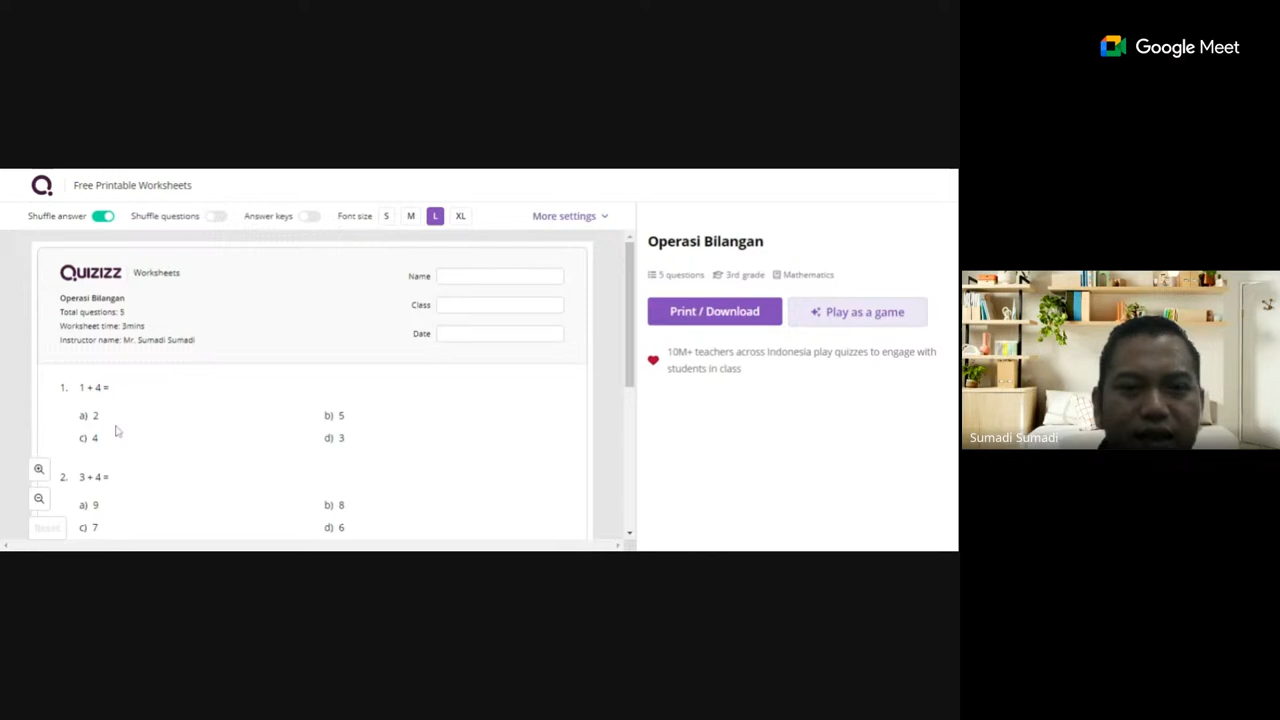 Google Meet
Free Printable Worksheets
Shuffle answer Shuffle questions Answer keys Font size S M L XL More settings
QUIZIZZ Worksheets
Operasi Bilangan
Total questions: 5
Worksheet time: 3mins
Instructor name: Mr. Sumadi Sumadi
Name
Class
Date
1. 1 + 4 =
a) 2 b) 5
c) 4 d) 3
2. 3 + 4 =
a) 9 b) 8
c) 7 d) 6
Reset
Operasi Bilangan
5 questions 3rd grade Mathematics
Print / Download Play as a game
10M+ teachers across Indonesia play quizzes to engage with
students in class
Sumadi Sumadi